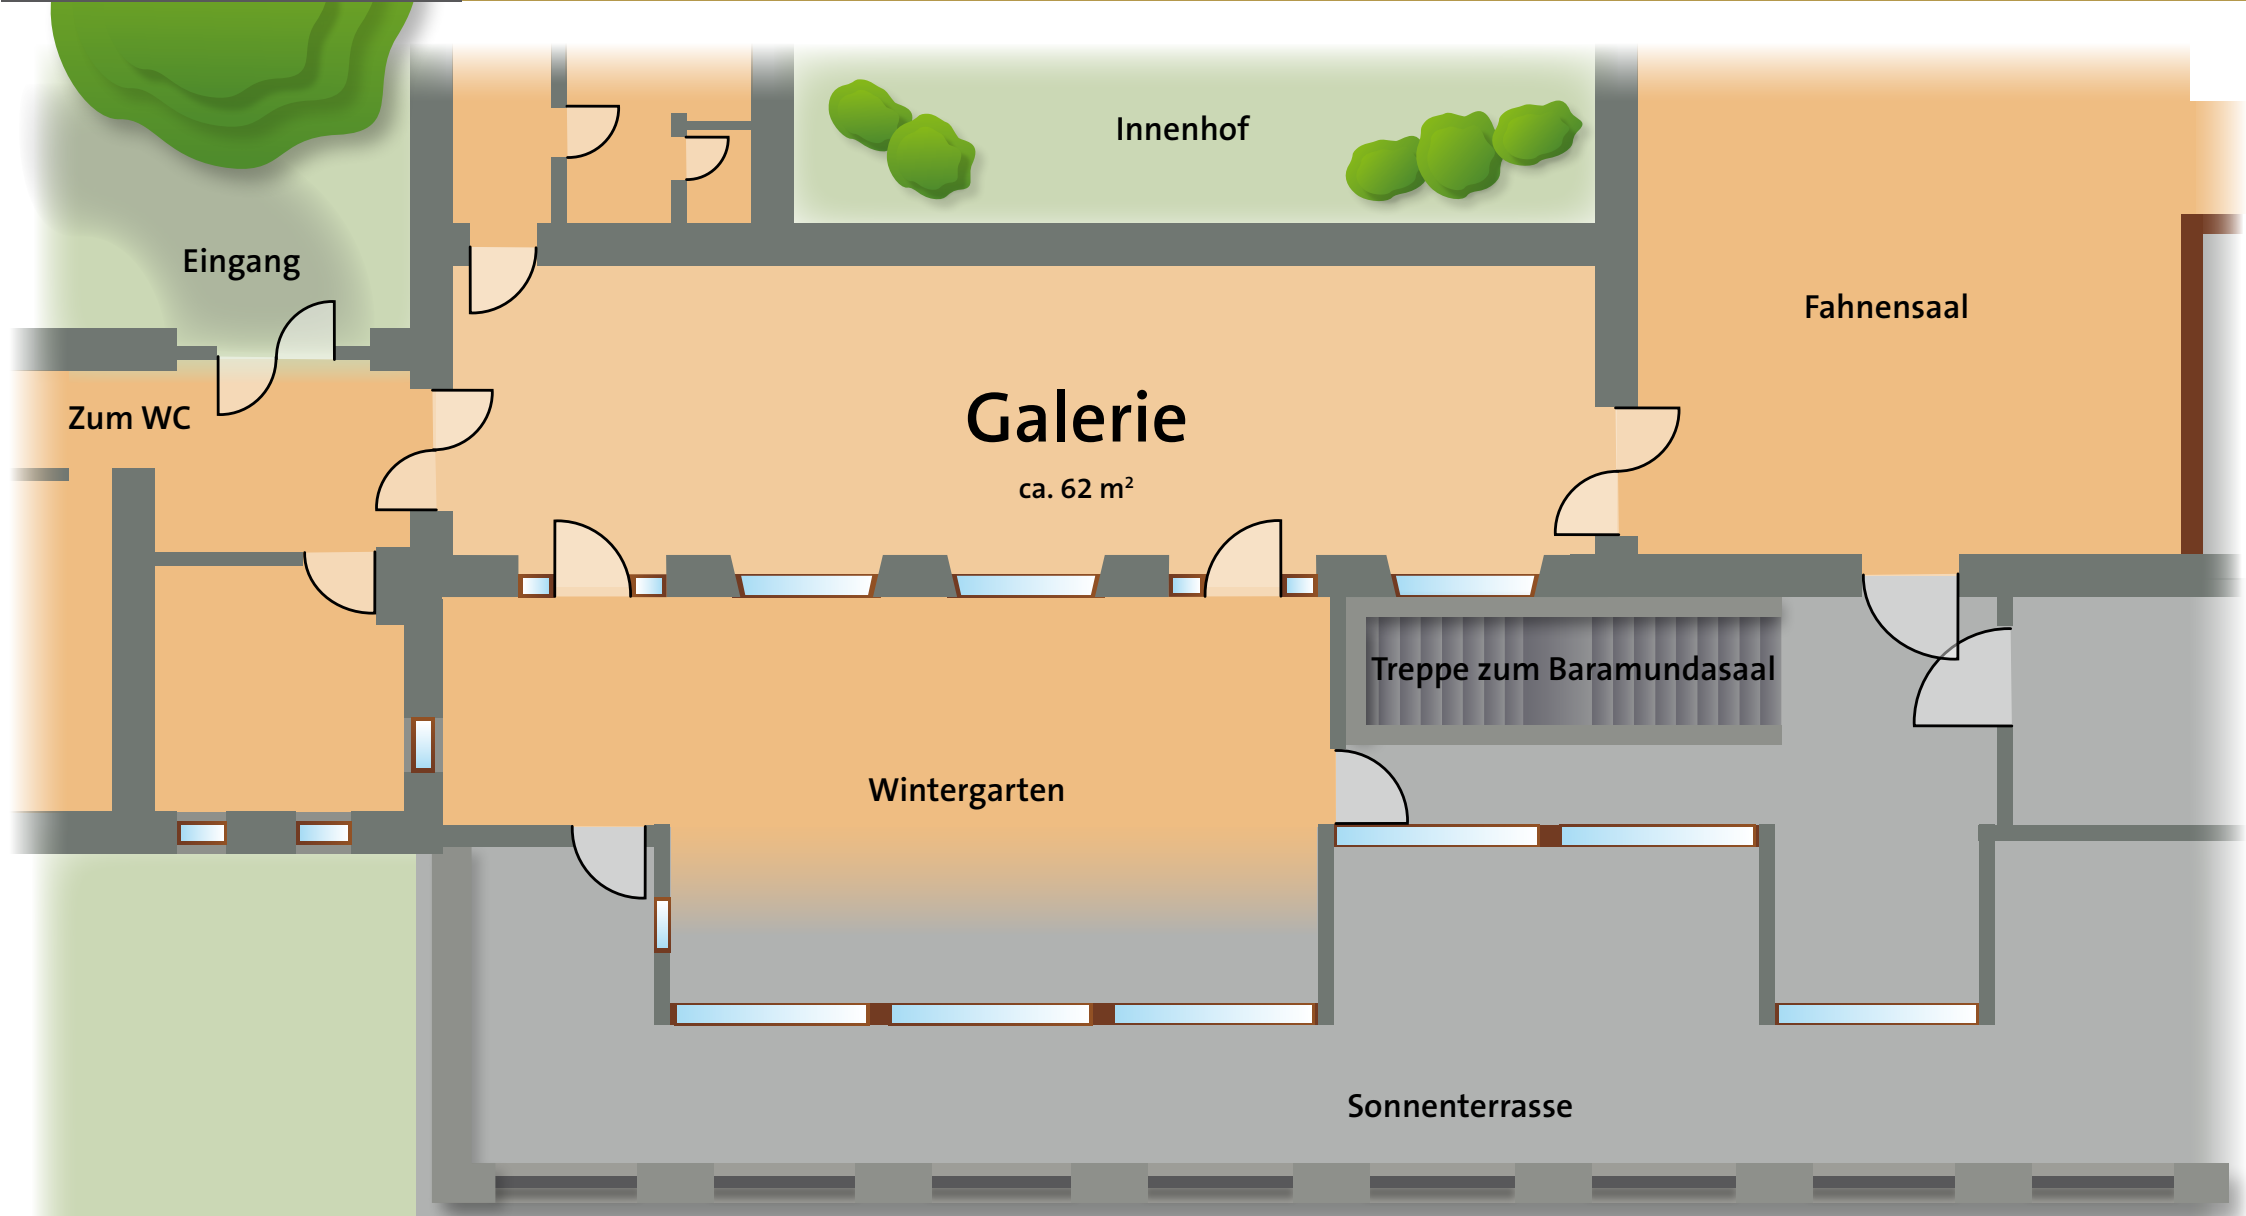 Innenhof
Eingang
Fahnensaal
Zum WC
Galerie
ca. 62 m²
Treppe zum Baramundasaal
Wintergarten
Sonnenterrasse